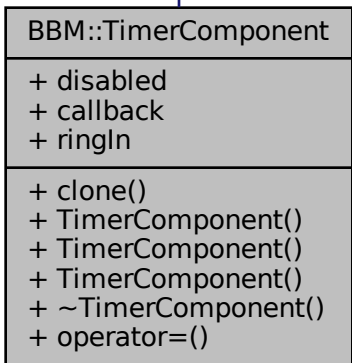 BBM::TimerComponent
+ disabled
+ callback
+ ringIn
+ clone()
+ TimerComponent()
+ TimerComponent()
+ TimerComponent()
+ ~TimerComponent()
+ operator=()